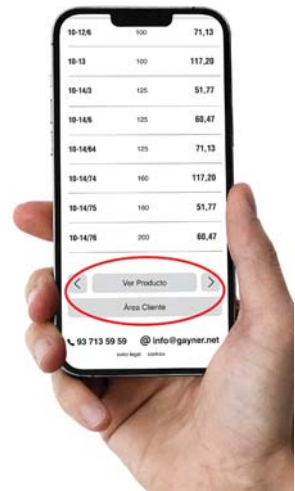 10-12/6 100 71,13
10-13 100 117,20
10-14/3 125 51,77
10-14/6 125 60,47
10-14/64 125 71,13
10-14/74 160 117,20
10-14/75 160 51,77
10-14/76 200 60,47
< Ver Producto >
Área Cliente
93 713 59 59 @ info@gayner.net
aviso legal cookies